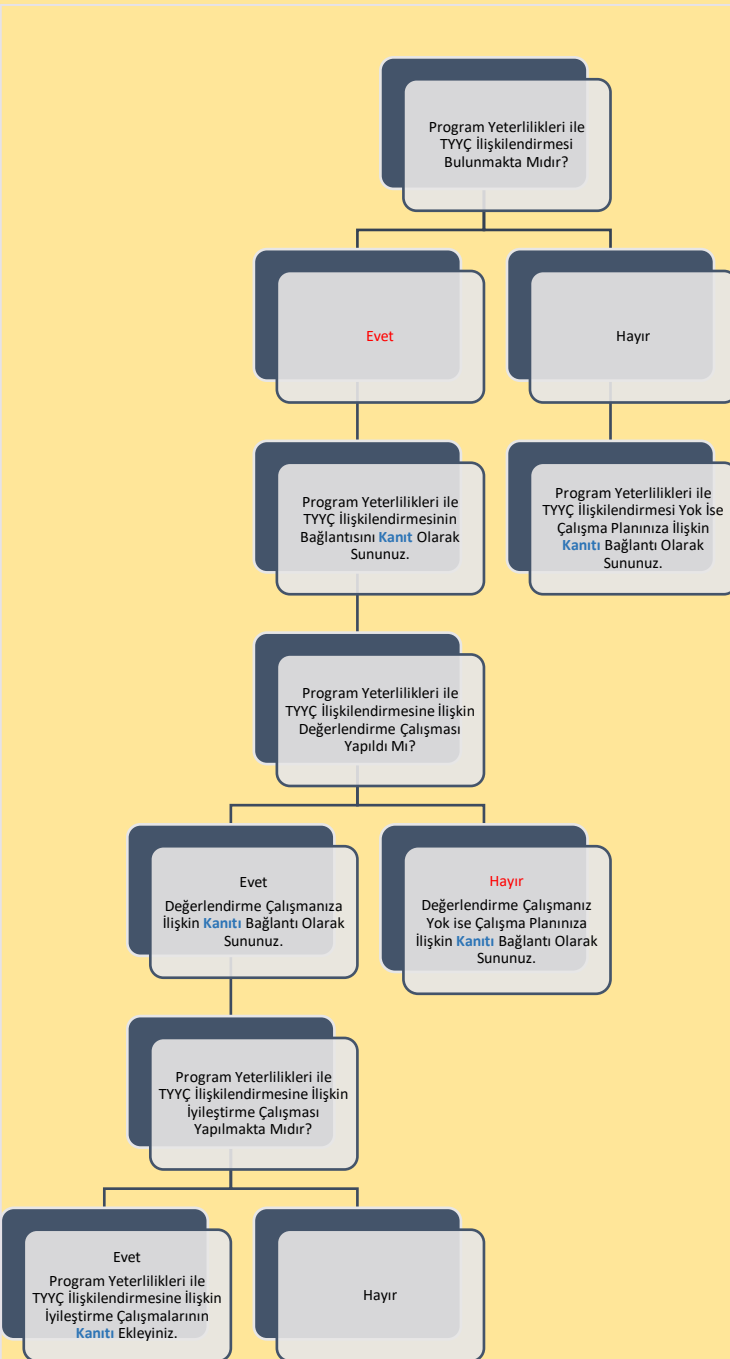 Program Yeterlilikleri ile
TYYÇ İlişkilendirmesi
Bulunmakta Mıdır?
Evet
Hayır
Program Yeterlilikleri ile
TYYÇ İlişkilendirmesinin
Bağlantısını Kanıt Olarak
Sununuz.
Program Yeterlilikleri ile
TYYÇ İlişkilendirmesi Yok İse
Çalışma Planınıza İlişkin
Kanıtı Bağlantı Olarak
Sununuz.
Program Yeterlilikleri ile
TYYÇ İlişkilendirmesine İlişkin
Değerlendirme Çalışması
Yapıldı Mı?
Evet
Değerlendirme Çalışmanıza
İlişkin Kanıtı Bağlantı Olarak
Sununuz.
Hayır
Değerlendirme Çalışmanız
Yok ise Çalışma Planınıza
İlişkin Kanıtı Bağlantı Olarak
Sununuz.
Program Yeterlilikleri ile
TYYÇ İlişkilendirmesine İlişkin
İyileştirme Çalışması
Yapılmakta Mıdır?
Evet
Program Yeterlilikleri ile
TYYÇ İlişkilendirmesine İlişkin
İyileştirme Çalışmalarının
Kanıtı Ekleyiniz.
Hayır